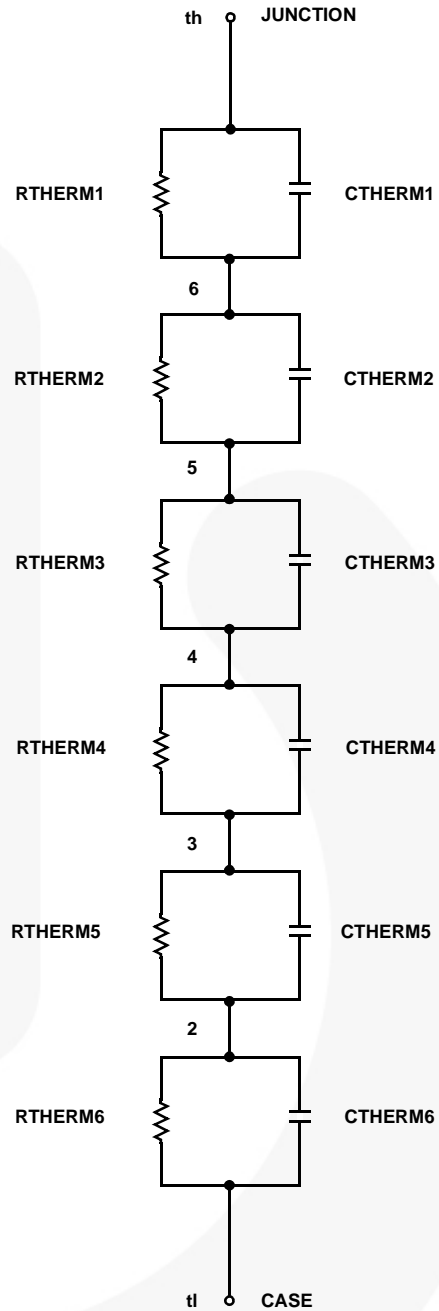 th JUNCTION
RTHERM1 CTHERM1
6
RTHERM2 CTHERM2
5
RTHERM3 CTHERM3
4
RTHERM4 CTHERM4
3
RTHERM5 CTHERM5
2
RTHERM6 CTHERM6
tl CASE